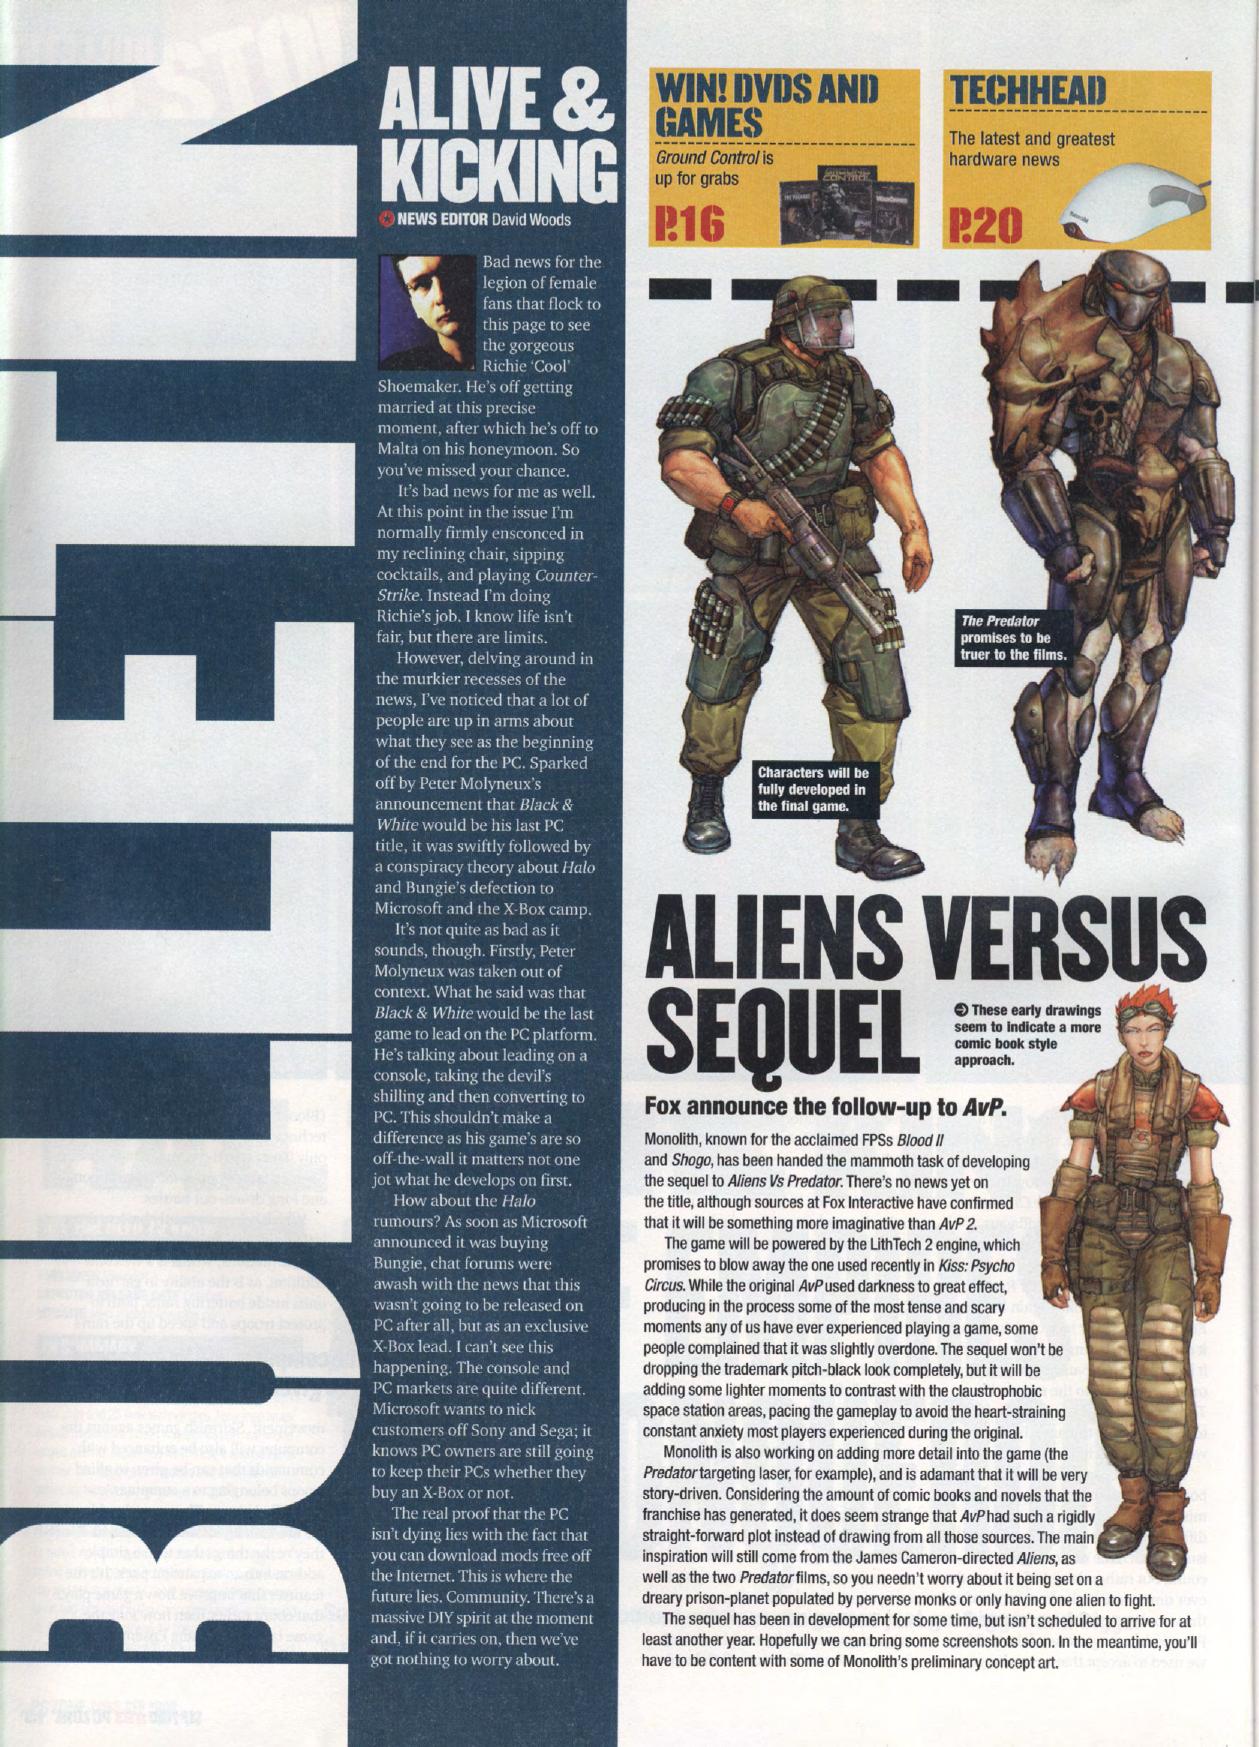 BULLETIN
ALIVE &
KICKING
NEWS EDITOR David Woods
Bad news for the
legion of female
fans that flock to
this page to see
the gorgeous
Richie 'Cool'
Shoemaker. He's off getting
married at this precise
moment, after which he's off to
Malta on his honeymoon. So
you've missed your chance.
It's bad news for me as well.
At this point in the issue I'm
normally firmly ensconced in
my reclining chair, sipping
cocktails, and playing Counter-
Strike. Instead I'm doing
Richie's job. I know life isn't
fair, but there are limits.
However, delving around in
the murkier recesses of the
news, I've noticed that a lot of
people are up in arms about
what they see as the beginning
of the end for the PC. Sparked
off by Peter Molyneux's
announcement that Black &
White would be his last PC
title, it was swiftly followed by
a conspiracy theory about Halo
and Bungie's defection to
Microsoft and the X-Box camp.
It's not quite as bad as it
sounds, though. Firstly, Peter
Molyneux was taken out of
context. What he said was that
Black & White would be the last
game to lead on the PC platform.
He's talking about leading on a
console, taking the devil's
shilling and then converting to
PC. This shouldn't make a
difference as his game's are so
off-the-wall it matters not one
jot what he develops on first.
How about the Halo
rumours? As soon as Microsoft
announced it was buying
Bungie, chat forums were
awash with the news that this
wasn't going to be released on
PC after all, but as an exclusive
X-Box lead. I can't see this
happening. The console and
PC markets are quite different.
Microsoft wants to nick
customers off Sony and Sega; it
knows PC owners are still going
to keep their PCs whether they
buy an X-Box or not.
The real proof that the PC
isn't dying lies with the fact that
you can download mods free off
the Internet. This is where the
future lies. Community. There's a
massive DIY spirit at the moment
and, if it carries on, then we've
got nothing to worry about.
WIN! DVDS AND
GAMES
Ground Control is
up for grabs
P.16
TECHHEAD
The latest and greatest
hardware news
P.20
The Predator
promises to be
truer to the films.
Characters will be
fully developed in
the final game.
ALIENS VERSUS
SEQUEL
These early drawings
seem to indicate a more
comic book style
approach.
Fox announce the follow-up to AvP.
Monolith, known for the acclaimed FPSs Blood II
and Shogo, has been handed the mammoth task of developing
the sequel to Aliens Vs Predator. There's no news yet on
the title, although sources at Fox Interactive have confirmed
that it will be something more imaginative than AvP 2.
The game will be powered by the LithTech 2 engine, which
promises to blow away the one used recently in Kiss: Psycho
Circus. While the original AvP used darkness to great effect,
producing in the process some of the most tense and scary
moments any of us have ever experienced playing a game, some
people complained that it was slightly overdone. The sequel won't be
dropping the trademark pitch-black look completely, but it will be
adding some lighter moments to contrast with the claustrophobic
space station areas, pacing the gameplay to avoid the heart-straining
constant anxiety most players experienced during the original.
Monolith is also working on adding more detail into the game (the
Predator targeting laser, for example), and is adamant that it will be very
story-driven. Considering the amount of comic books and novels that the
franchise has generated, it does seem strange that AvP had such a rigidly
straight-forward plot instead of drawing from all those sources. The main
inspiration will still come from the James Cameron-directed Aliens, as
well as the two Predator films, so you needn't worry about it being set on a
dreary prison-planet populated by perverse monks or only having one alien to fight.
The sequel has been in development for some time, but isn't scheduled to arrive for at
least another year. Hopefully we can bring some screenshots soon. In the meantime, you'll
have to be content with some of Monolith's preliminary concept art.